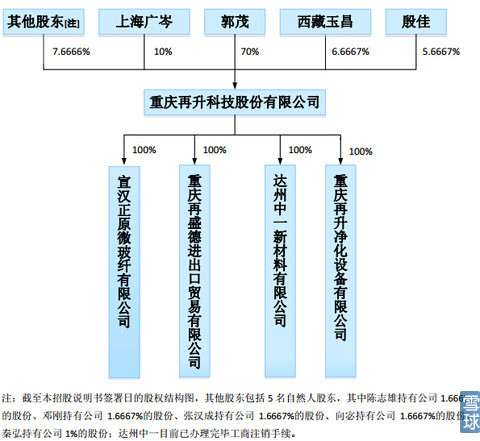 其他股东[注] 上海广岑 郭茂 西藏玉昌 殷佳
7.6666% 10% 70% 6.6667% 5.6667%
重庆再升科技股份有限公司
100% 100% 100% 100%
宣汉正原微玻纤有限公司
重庆再盛德进出口贸易有限公司
达州中一新材料有限公司
重庆再升净化设备有限公司
注：截至本招股说明书签署日的股权结构图，其他股东包括 5 名自然人股东，其中陈志雄持有公司 1.666
的股份、邓刚持有公司 1.6667%的股份、张汉成持有公司 1.6667%的股份、向宓持有公司 1.6667%的股份
秦弘持有公司 1%的股份；达州中一目前已办理完毕工商注销手续。
雪球